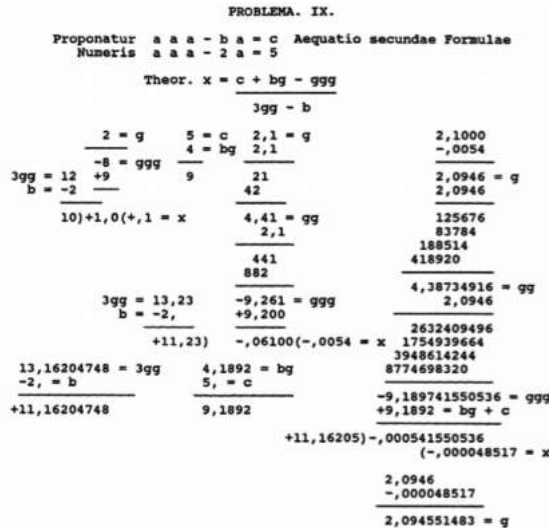 PROBLEMA. IX.
Proponatur a a a - b a = c Aequatio secundae Formulae
Numeris a a a - 2 a = 5
Theor. x = c + bg - ggg
3gg - b
2 = g 5 = c 2,1 = g 2,1000
-8 = ggg 4 = bg 2,1 -,0054
3gg = 12 +9 9 21 2,0946 = g
b = -2 42 2,0946
10)+1,0(+,1 = x 4,41 = gg 125676
2,1 83784
188514
441 418920
882
4,38734916 = gg
3gg = 13,23 -9,261 = ggg 2,0946
b = -2, +9,200
2632409496
+11,23) -,06100(-,0054 = x 1754939664
3948614244
13,16204748 = 3gg 4,1892 = bg 8774698320
-2, = b 5, = c
-9,189741550536 = ggg
+11,16204748 9,1892 +9,1892 = bg + c
+11,16205)-,000541550536
(-,000048517 = x
2,0946
-,000048517
2,094551483 = g